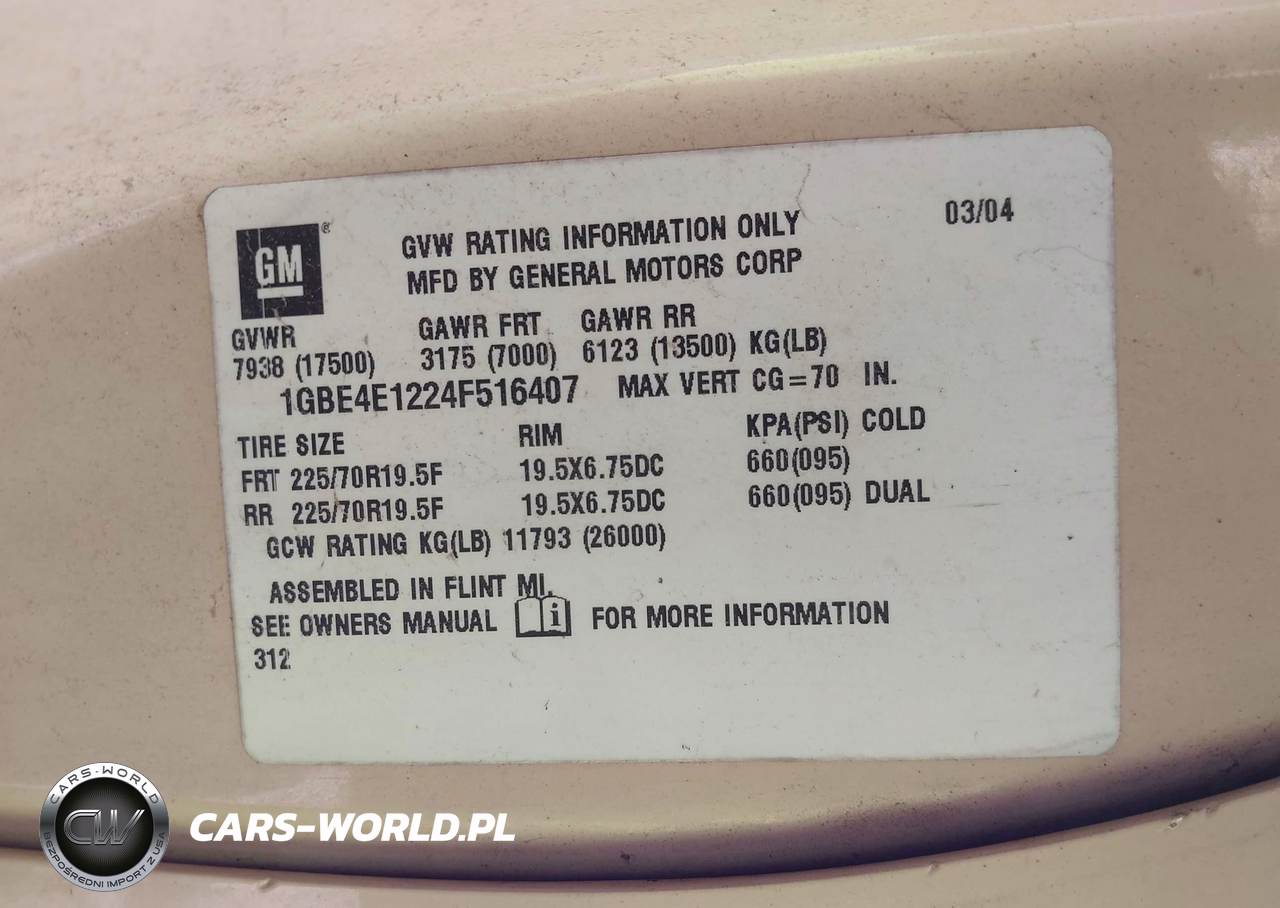 03/04
GM®
GVW RATING INFORMATION ONLY
MFD BY GENERAL MOTORS CORP
GVWR GAWR FRT GAWR RR
7938 (17500) 3175 (7000) 6123 (13500) KG(LB)
1GBE4E1224F516407 MAX VERT CG=70 IN.
TIRE SIZE RIM KPA(PSI) COLD
FRT 225/70R19.5F 19.5X6.75DC 660(095)
RR 225/70R19.5F 19.5X6.75DC 660(095) DUAL
GCW RATING KG(LB) 11793 (26000)
ASSEMBLED IN FLINT MI.
SEE OWNERS MANUAL i FOR MORE INFORMATION
312
CARS-WORLD
CW
BEZPOŚREDNI IMPORT Z USA
CARS-WORLD.PL